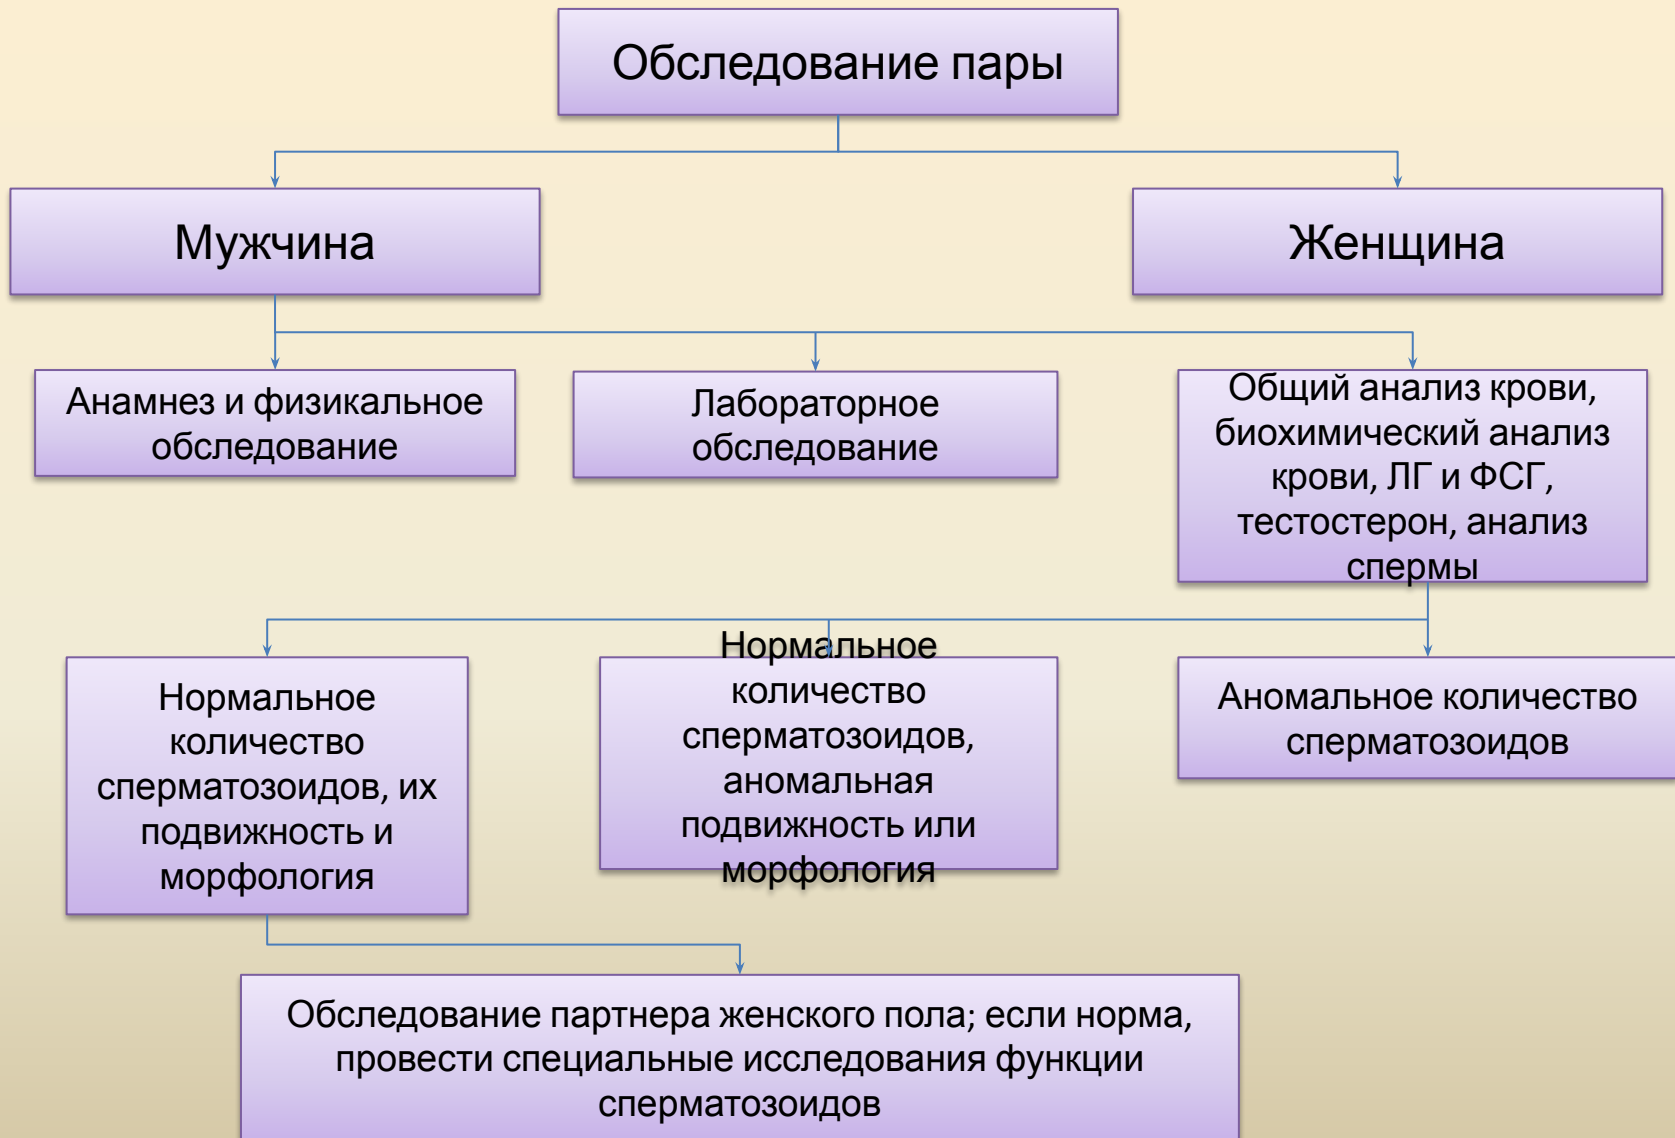 Обследование пары
Мужчина
Женщина
Анамнез и физикальное
обследование
Лабораторное
обследование
Общий анализ крови,
биохимический анализ
крови, ЛГ и ФСГ,
тестостерон, анализ
спермы
Нормальное
количество
сперматозоидов, их
подвижность и
морфология
Нормальное
количество
сперматозоидов,
аномальная
подвижность или
морфология
Аномальное количество
сперматозоидов
Обследование партнера женского пола; если норма,
провести специальные исследования функции
сперматозоидов